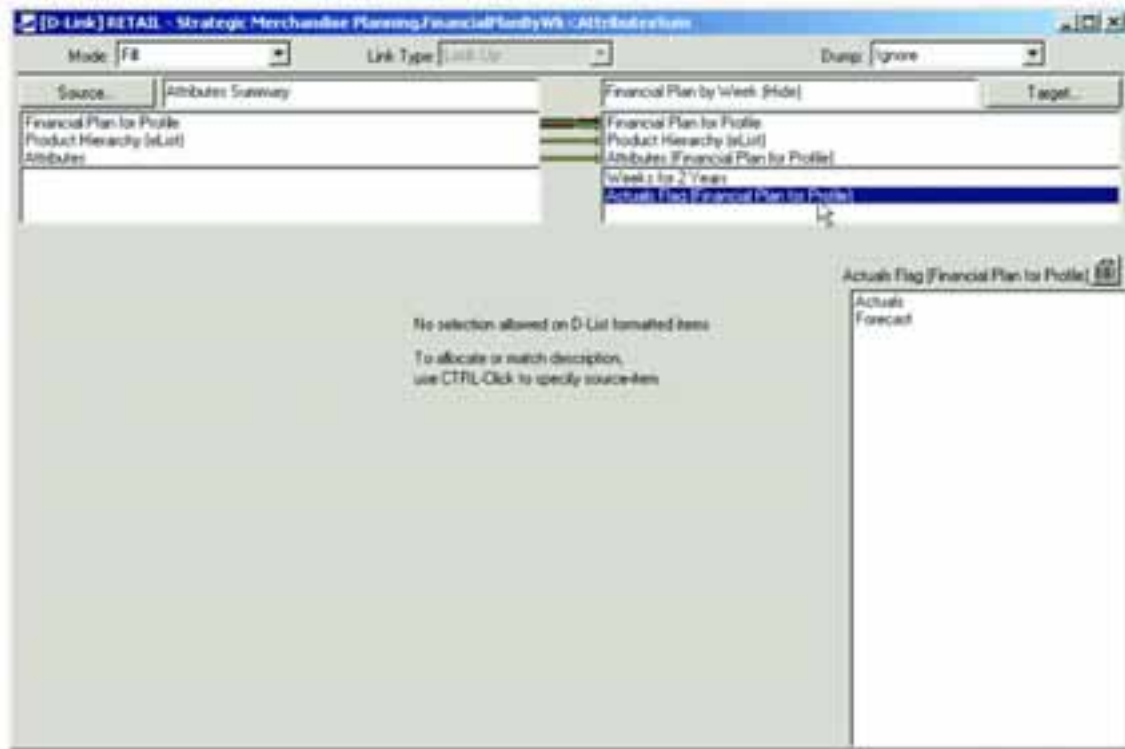 [D-Link] RETAIL - Strategic Merchandise Planning.FinancialPlanByWk<AttributesSum
Mode: Fill Link Type: Look-Up Dump: Ignore
Source... Attributes Summary Financial Plan by Week (Hide) Target...
Financial Plan for Profile Financial Plan for Profile
Product Hierarchy (eList) Product Hierarchy (eList)
Attributes Attributes [Financial Plan for Profile]
Weeks for 2 Years
Actuals Flag [Financial Plan for Profile]
Actuals Flag [Financial Plan for Profile]
Actuals
Forecast
No selection allowed on D-List formatted items
To allocate or match description,
use CTRL-Click to specify source-item